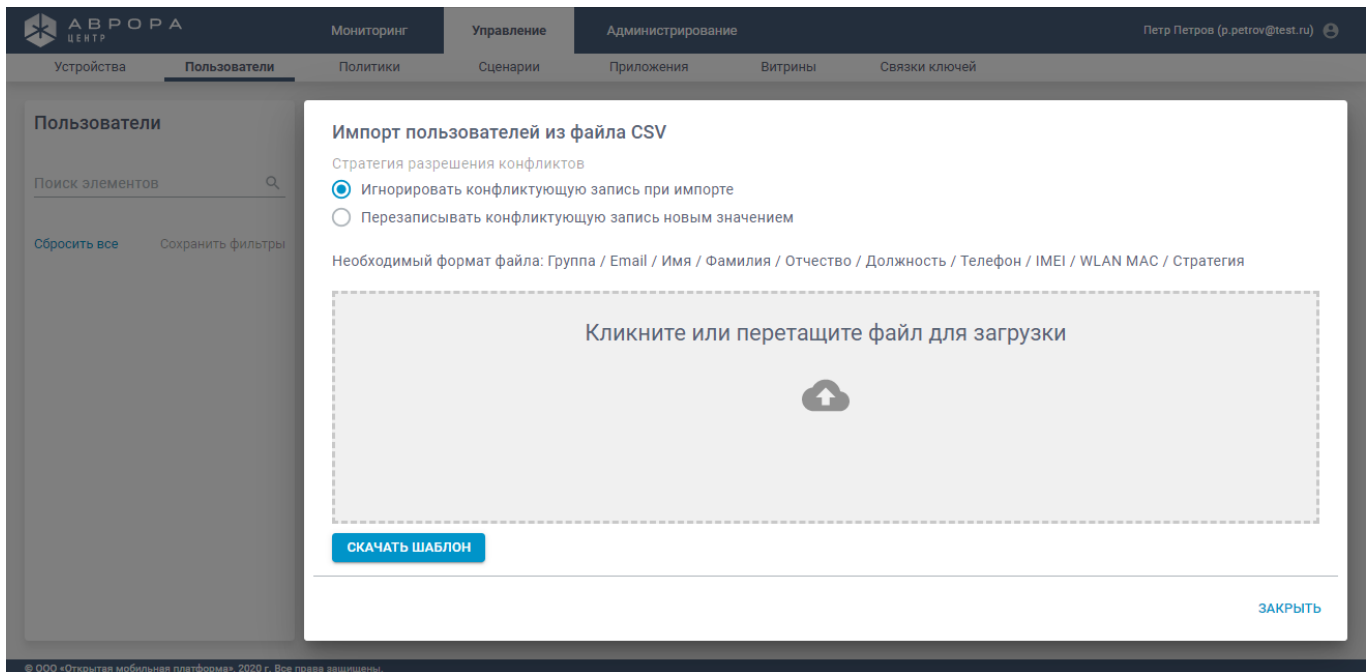 АВРОРА
ЦЕНТР
Мониторинг
Управление
Администрирование
Петр Петров (p.petrov@test.ru)
Устройства
Пользователи
Политики
Сценарии
Приложения
Витрины
Связки ключей
Пользователи
Поиск элементов
Сбросить все
Сохранить фильтры
Импорт пользователей из файла CSV
Стратегия разрешения конфликтов
Игнорировать конфликтующую запись при импорте
Перезаписывать конфликтующую запись новым значением
Необходимый формат файла: Группа / Email / Имя / Фамилия / Отчество / Должность / Телефон / IMEI / WLAN MAC / Стратегия
Кликните или перетащите файл для загрузки
СКАЧАТЬ ШАБЛОН
ЗАКРЫТЬ
© ООО «Открытая мобильная платформа», 2020 г. Все права защищены.